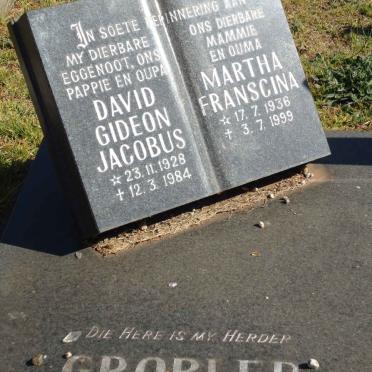 In soete erinnering aan
my dierbare
eggenoot, ons
pappie en oupa
DAVID
GIDEON
JACOBUS
☆ 23.11.1928
✝ 12.3.1984
ons dierbare
mammie
en ouma
MARTHA
FRANSCINA
☆ 17.7.1936
✝ 3.7.1999
Die Here is my Herder
GROBLER